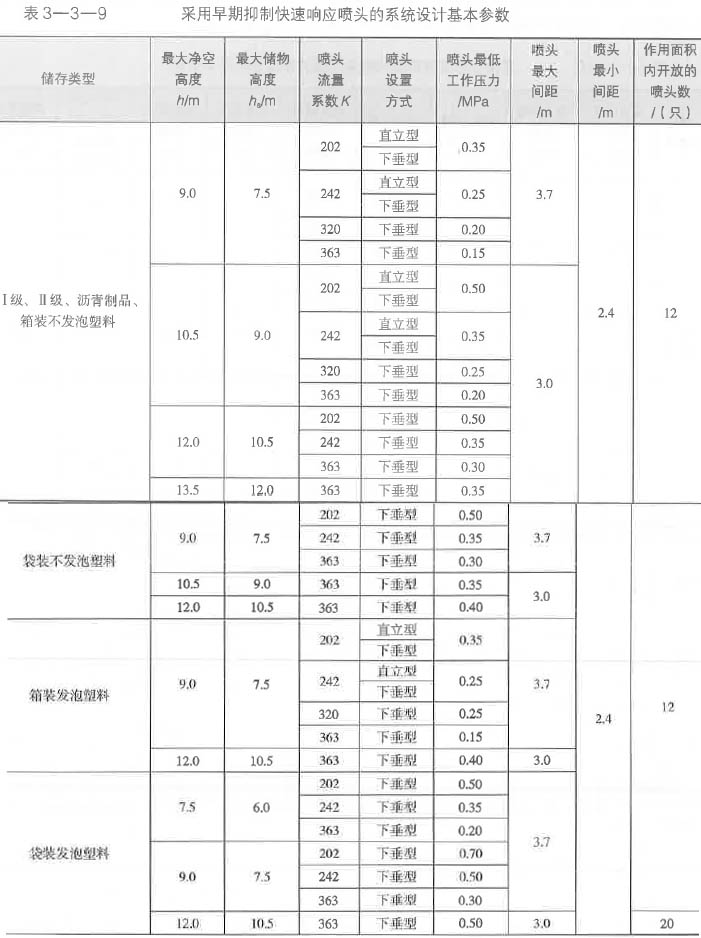 表3—3—9 采用早期抑制快速响应喷头的系统设计基本参数
储存类型 最大净空高度 h/m 最大储物高度 hs/m 喷头流量系数 K 喷头设置方式 喷头最低工作压力 /MPa 喷头最大间距 /m 喷头最小间距 /m 作用面积内开放的喷头数 /(只)
Ⅰ级、Ⅱ级、沥青制品、箱装不发泡塑料 9.0 7.5 202 直立型 0.35 3.7 2.4 12
下垂型
242 直立型 0.25
下垂型
320 下垂型 0.20
363 下垂型 0.15
10.5 9.0 202 直立型 0.50 3.0
下垂型
242 直立型 0.35
下垂型
320 下垂型 0.25
363 下垂型 0.20
12.0 10.5 202 下垂型 0.50
242 下垂型 0.35
363 下垂型 0.30
13.5 12.0 363 下垂型 0.35
袋装不发泡塑料 9.0 7.5 202 下垂型 0.50 3.7 2.4 12
242 下垂型 0.35
363 下垂型 0.30
10.5 9.0 363 下垂型 0.35 3.0
12.0 10.5 363 下垂型 0.40
箱装发泡塑料 9.0 7.5 202 直立型 0.35 3.7
下垂型
242 直立型 0.25
下垂型
320 下垂型 0.25
363 下垂型 0.15
12.0 10.5 363 下垂型 0.40 3.0
袋装发泡塑料 7.5 6.0 202 下垂型 0.50 3.7
242 下垂型 0.35
363 下垂型 0.20
9.0 7.5 202 下垂型 0.70
242 下垂型 0.50
363 下垂型 0.30
12.0 10.5 363 下垂型 0.50 3.0 20